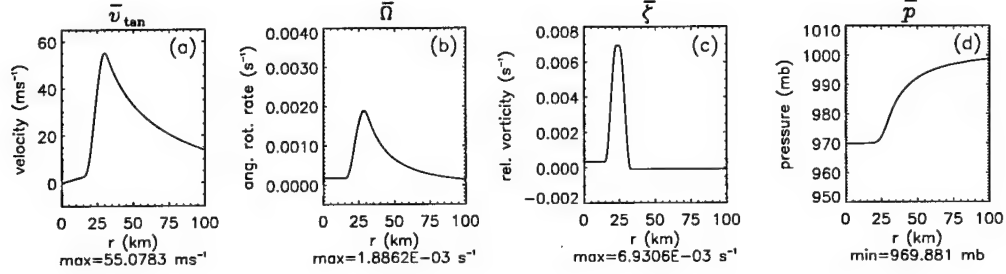 v̄ tan
(a)
velocity (ms⁻¹)
60
40
20
0
0 25 50 75 100
r (km)
max=55.0783 ms⁻¹
Ω̄
(b)
ang. rot. rate (s⁻¹)
0.0040
0.0030
0.0020
0.0010
0.0000
0 25 50 75 100
r (km)
max=1.8862E-03 s⁻¹
ζ̄
(c)
rel. vorticity (s⁻¹)
0.008
0.006
0.004
0.002
0.000
-0.002
0 25 50 75 100
r (km)
max=6.9306E-03 s⁻¹
p̄
(d)
pressure (mb)
1000
1000
990
980
970
960
950
0 25 50 75 100
r (km)
min=969.881 mb